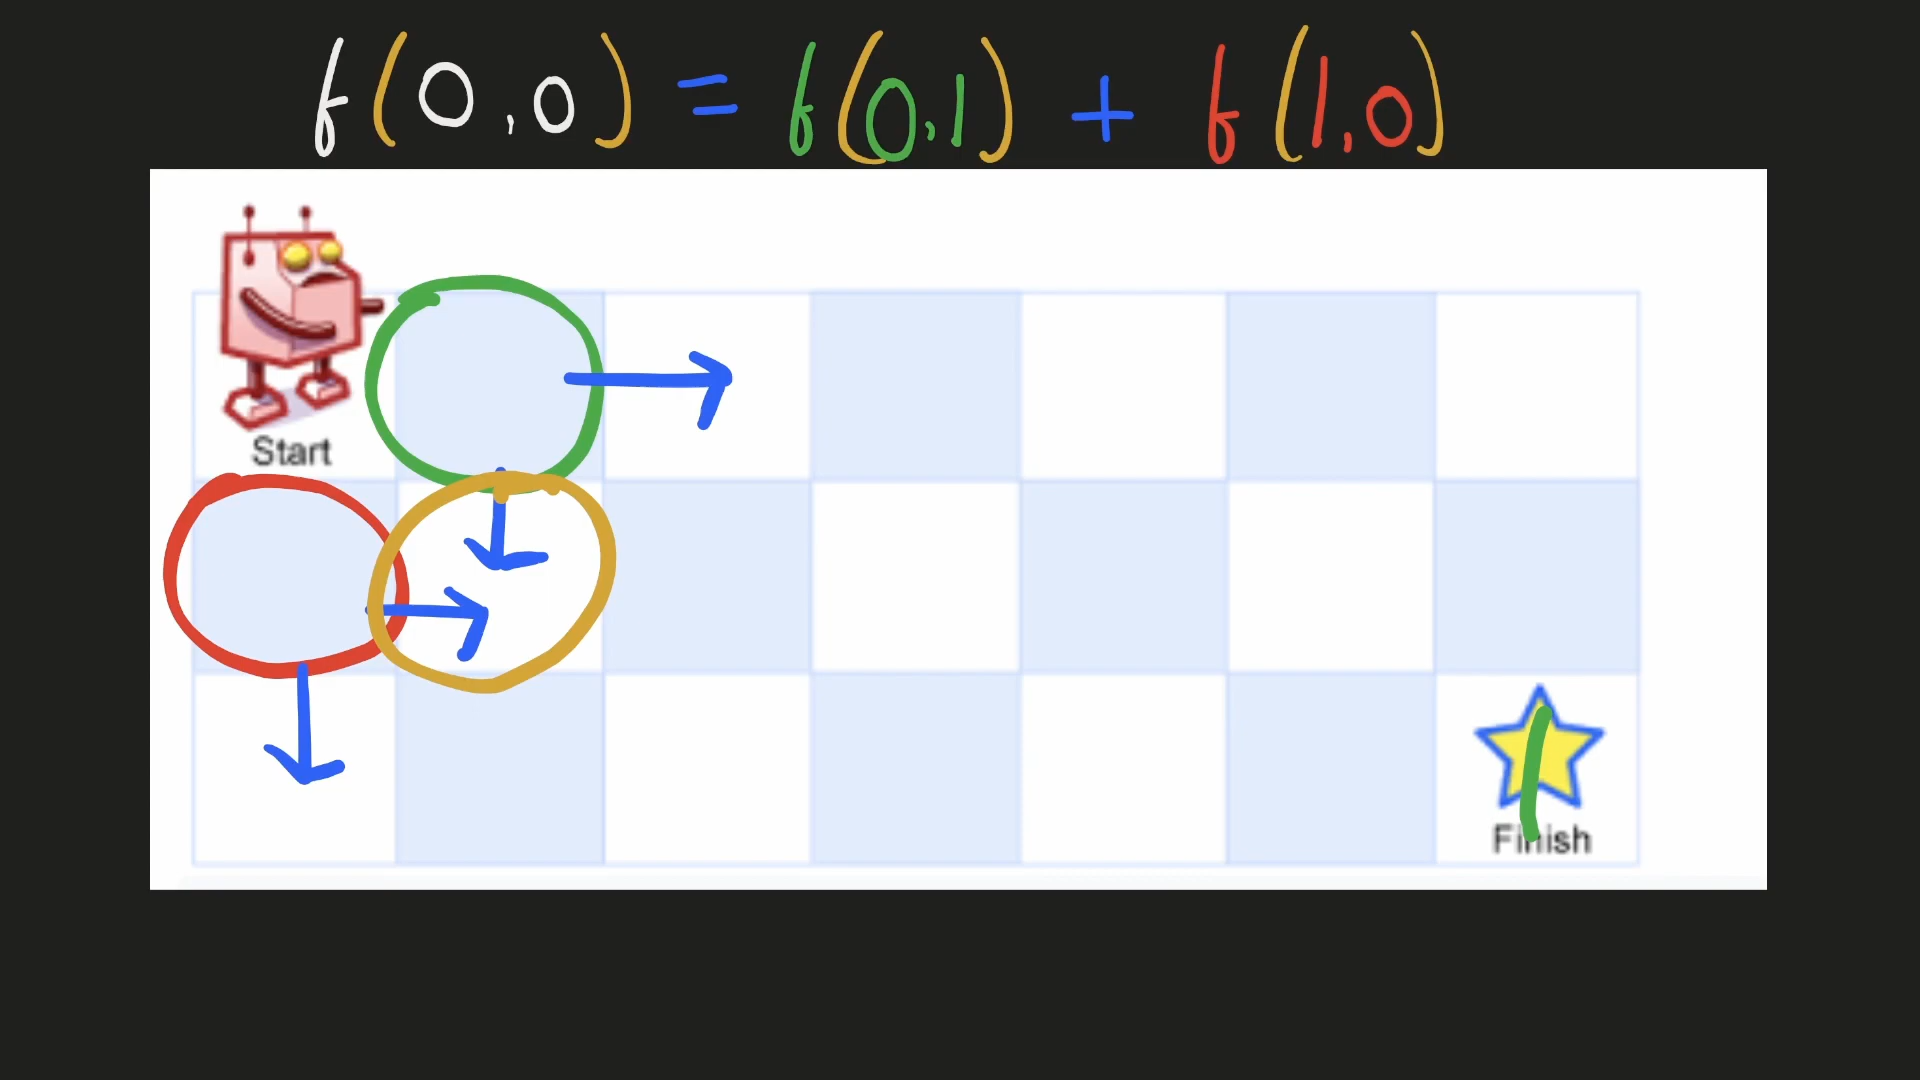 f(0,0) = f(0,1) + f(1,0)
Start
Finish